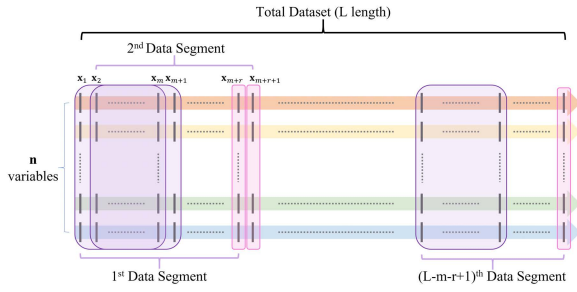 Total Dataset (L length)
2nd Data Segment
x1 x2 xm xm+1 xm+r xm+r+1
n
variables
1st Data Segment
(L-m-r+1)th Data Segment